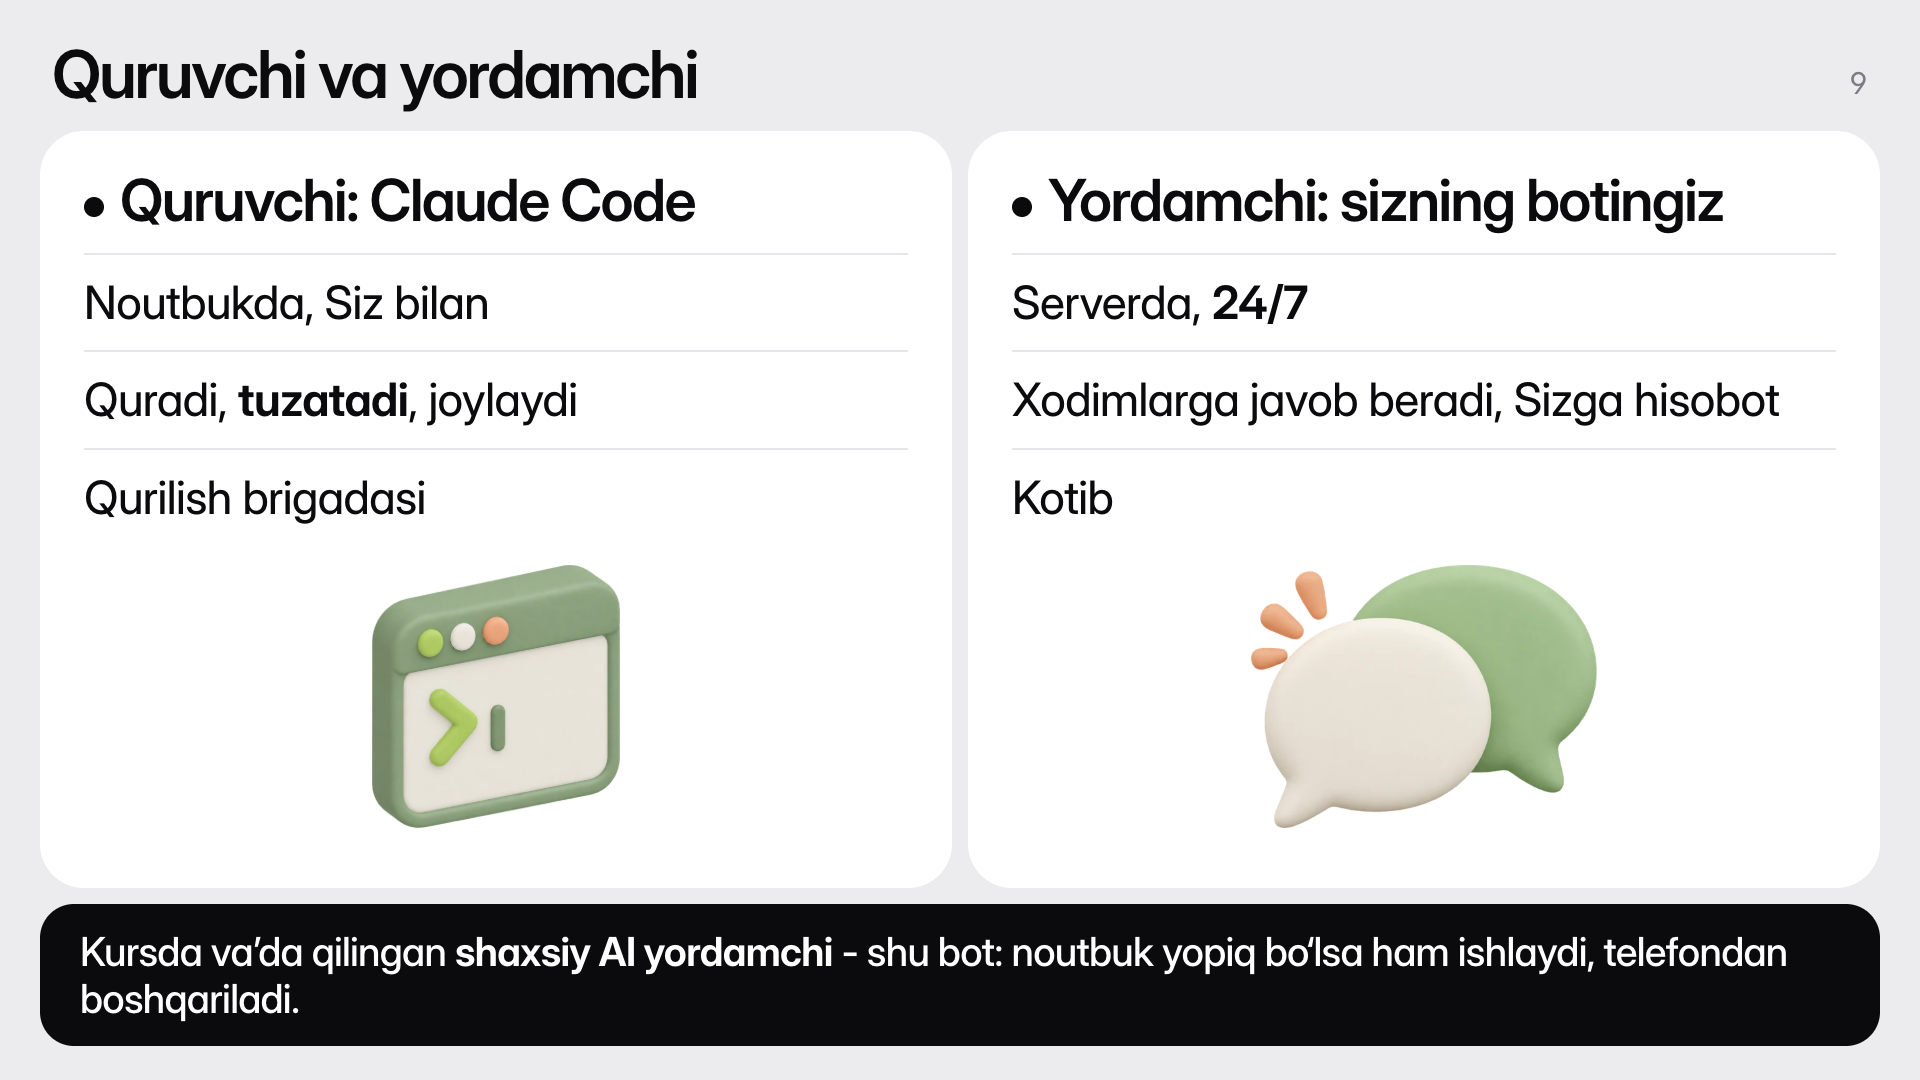 Quruvchi va yordamchi
9
• Quruvchi: Claude Code
Noutbukda, Siz bilan
Quradi, tuzatadi, joylaydi
Qurilish brigadasi
• Yordamchi: sizning botingiz
Serverda, 24/7
Xodimlarga javob beradi, Sizga hisobot
Kotib
Kursda va’da qilingan shaxsiy AI yordamchi - shu bot: noutbuk yopiq bo‘lsa ham ishlaydi, telefondan
boshqariladi.